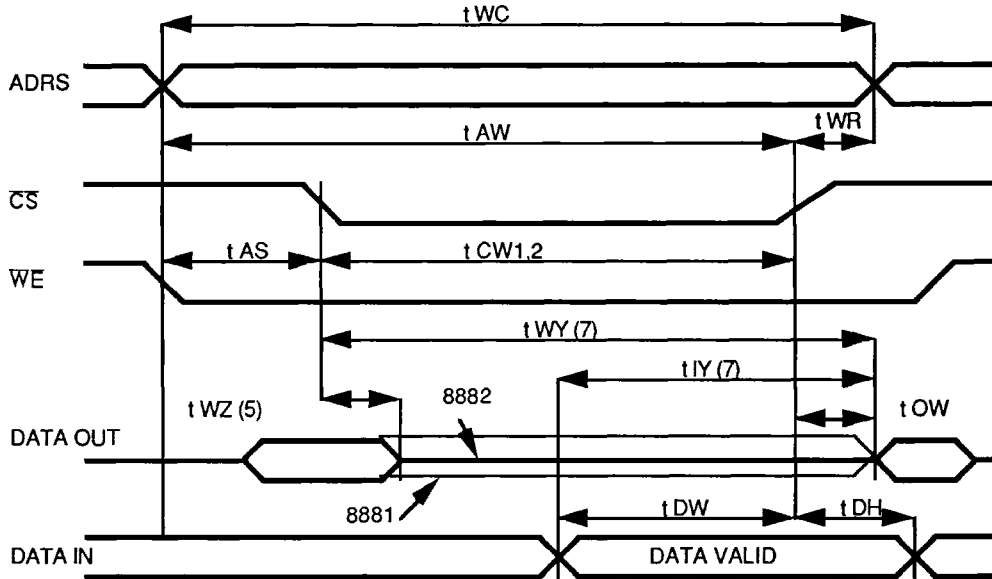 t WC
ADRS
t AW
t WR
CS
t AS
t CW1,2
WE
t WY (7)
t IY (7)
t WZ (5)
8882
t OW
DATA OUT
8881
t DW
t DH
DATA IN
DATA VALID